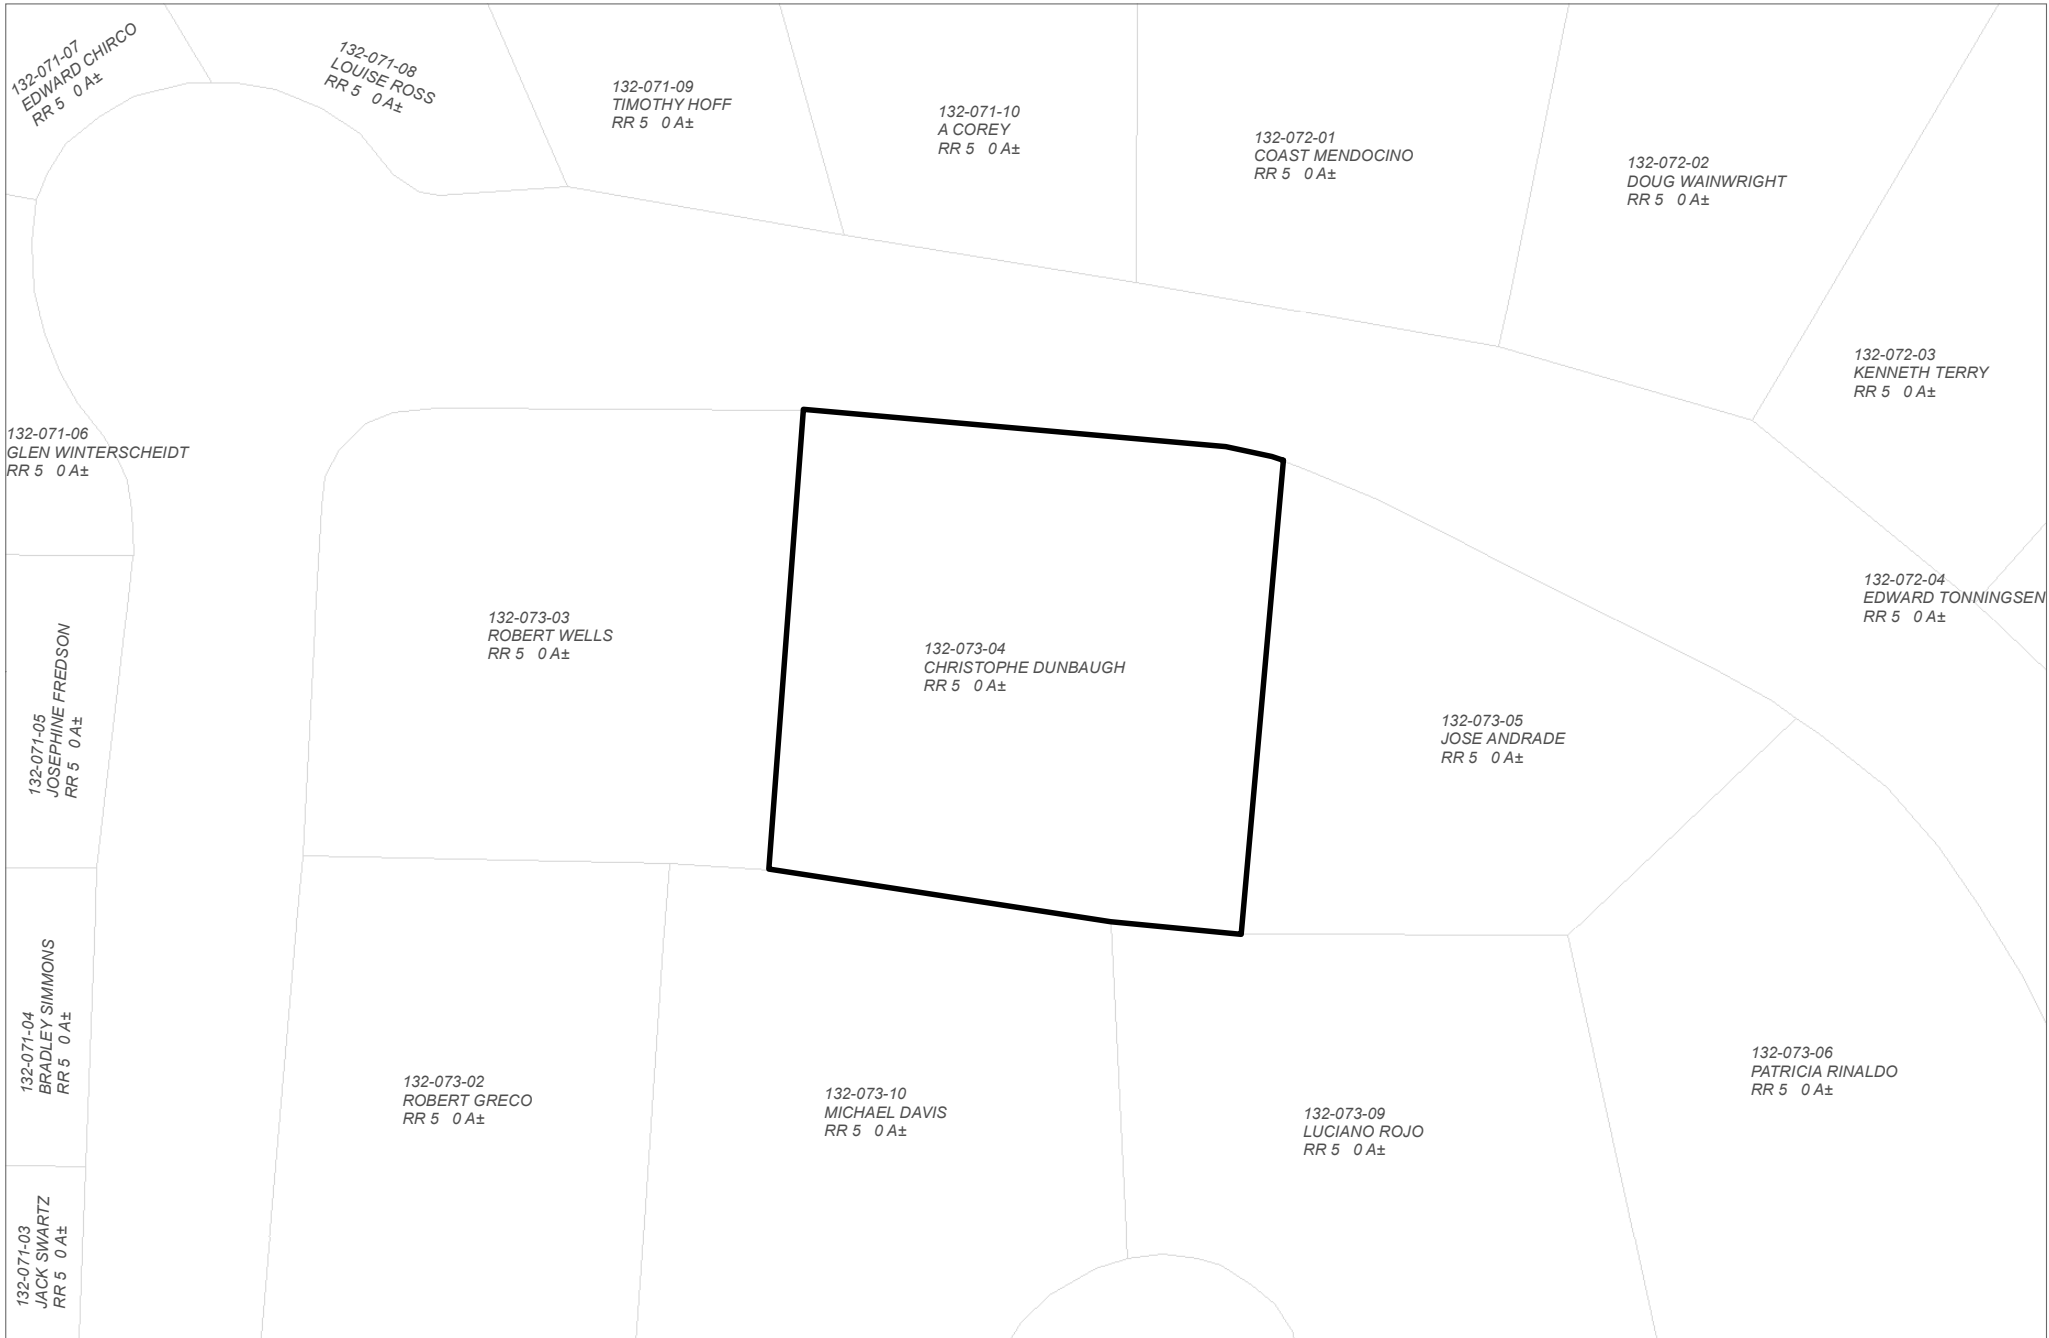 132-071-07
EDWARD CHIRCO
RR 5 0 A±
132-071-08
LOUISE ROSS
RR 5 0 A±
132-071-09
TIMOTHY HOFF
RR 5 0 A±
132-071-10
A COREY
RR 5 0 A±
132-072-01
COAST MENDOCINO
RR 5 0 A±
132-072-02
DOUG WAINWRIGHT
RR 5 0 A±
132-072-03
KENNETH TERRY
RR 5 0 A±
132-071-06
GLEN WINTERSCHEIDT
RR 5 0 A±
132-072-04
EDWARD TONNINGSEN
RR 5 0 A±
132-073-03
ROBERT WELLS
RR 5 0 A±
132-073-04
CHRISTOPHE DUNBAUGH
RR 5 0 A±
132-071-05
JOSEPHINE FREDSON
RR 5 0 A±
132-073-05
JOSE ANDRADE
RR 5 0 A±
132-071-04
BRADLEY SIMMONS
RR 5 0 A±
132-073-02
ROBERT GRECO
RR 5 0 A±
132-073-10
MICHAEL DAVIS
RR 5 0 A±
132-073-09
LUCIANO ROJO
RR 5 0 A±
132-073-06
PATRICIA RINALDO
RR 5 0 A±
132-071-03
JACK SWARTZ
RR 5 0 A±